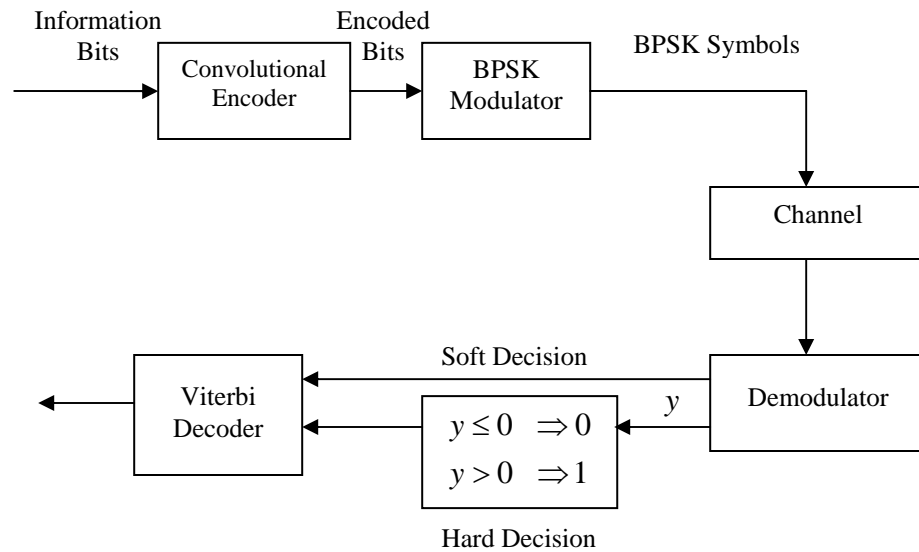 Information
Bits
Encoded
Bits
BPSK Symbols
Convolutional
Encoder
BPSK
Modulator
Channel
Soft Decision
Viterbi
Decoder
y
Demodulator
y ≤ 0 ⇒ 0
y > 0 ⇒ 1
Hard Decision